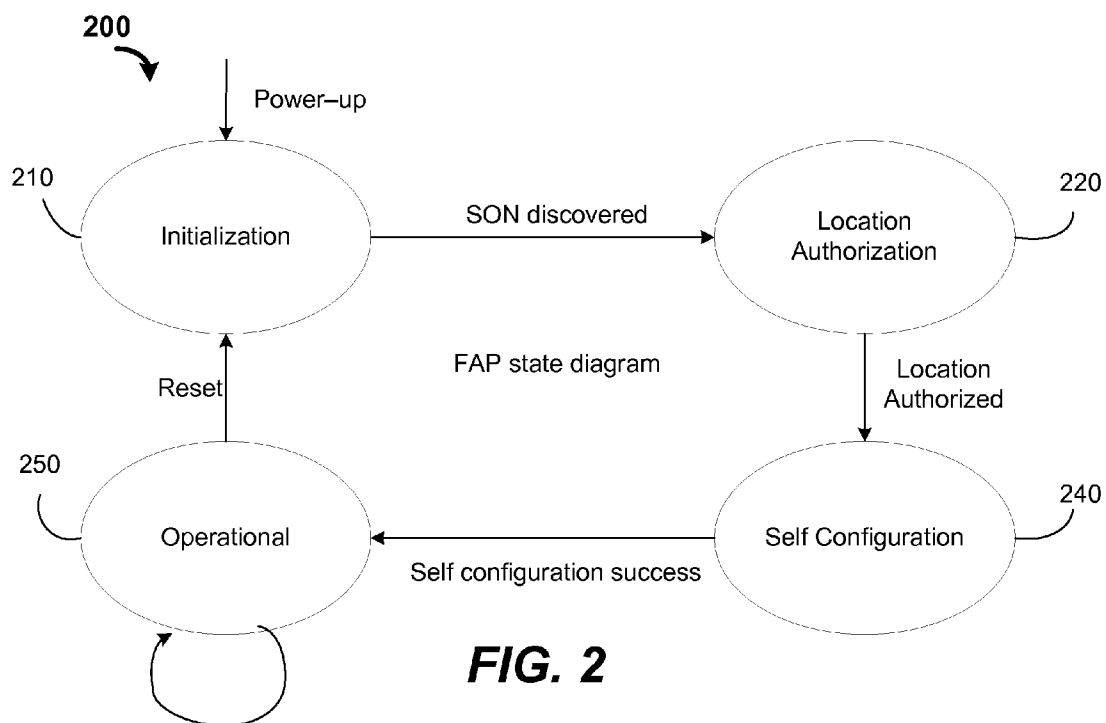 200
Power–up
210
Initialization
SON discovered
Location
Authorization
220
Reset
FAP state diagram
Location
Authorized
250
Operational
Self configuration success
Self Configuration
240
FIG. 2